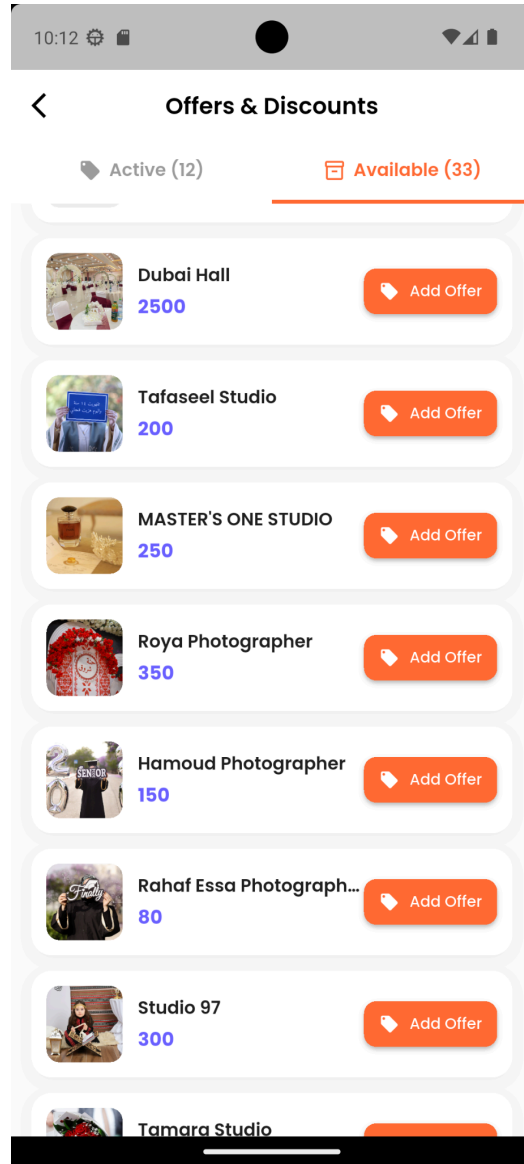 10:12
Offers & Discounts
Active (12)
Available (33)
Dubai Hall
2500
Add Offer
Tafaseel Studio
200
Add Offer
MASTER'S ONE STUDIO
250
Add Offer
Roya Photographer
350
Add Offer
Hamoud Photographer
150
Add Offer
SENIOR
Rahaf Essa Photograph...
80
Add Offer
Finally
Studio 97
300
Add Offer
Tamara Studio